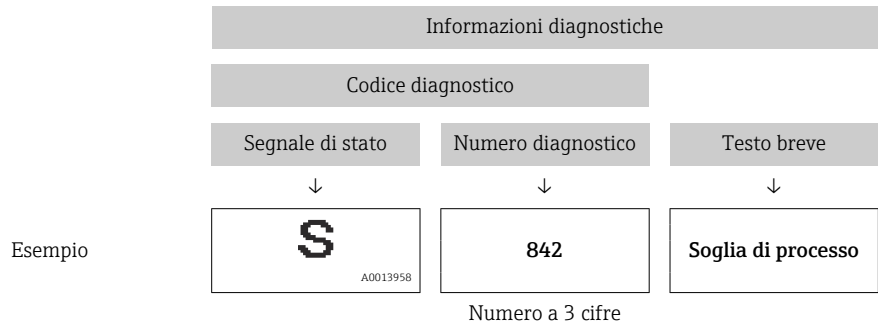 Informazioni diagnostiche
Codice diagnostico
Segnale di stato Numero diagnostico Testo breve
↓ ↓ ↓
Esempio S 842 Soglia di processo
A0013958
Numero a 3 cifre